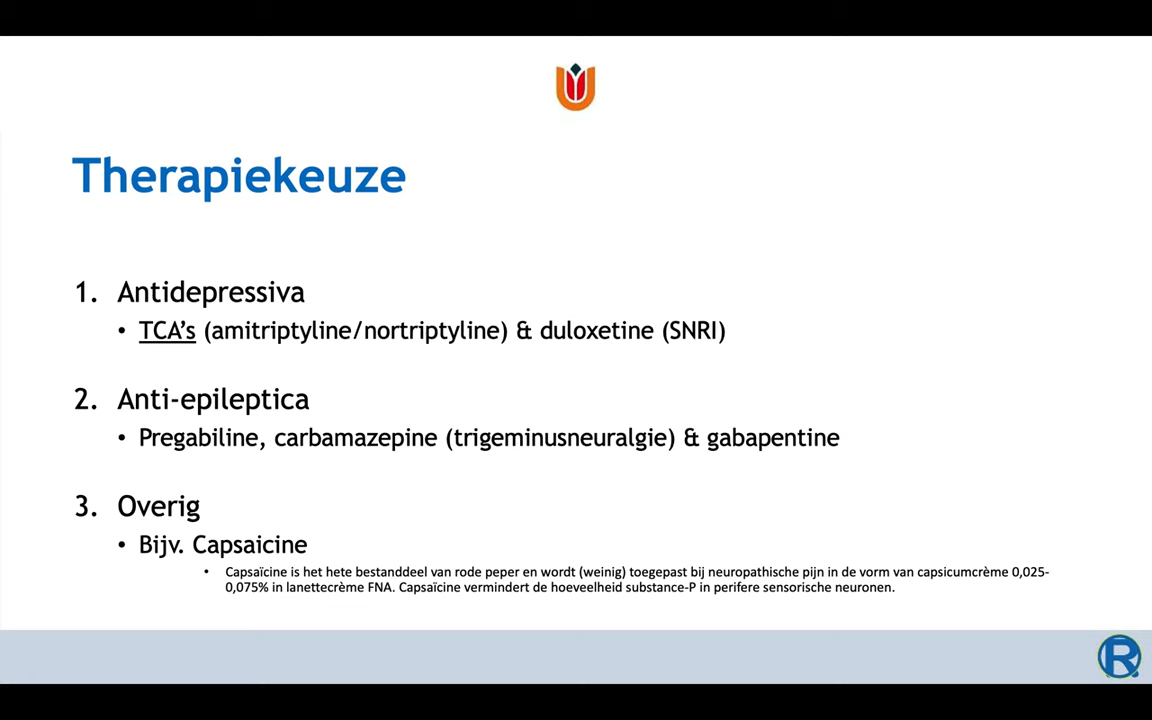 Therapiekeuze
1. Antidepressiva
• TCA's (amitriptyline/nortriptyline) & duloxetine (SNRI)
2. Anti-epileptica
• Pregabiline, carbamazepine (trigeminusneuralgie) & gabapentine
3. Overig
• Bijv. Capsaicine
• Capsaïcine is het hete bestanddeel van rode peper en wordt (weinig) toegepast bij neuropathische pijn in de vorm van capsicumcrème 0,025-
0,075% in lanettecrème FNA. Capsaïcine vermindert de hoeveelheid substance-P in perifere sensorische neuronen.
R